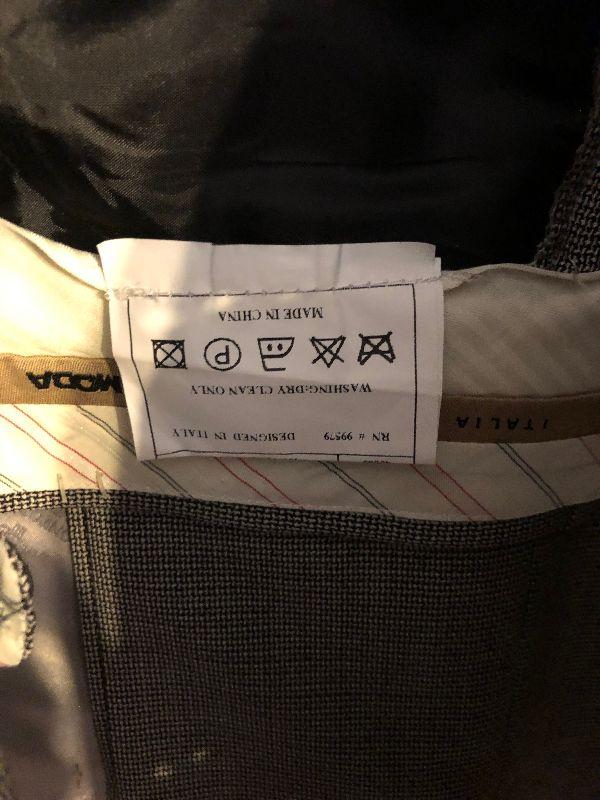 RN # 99579 DESIGNED IN ITALY
WASHING:DRY CLEAN ONLY
P
MADE IN CHINA
ITALIA
MODA